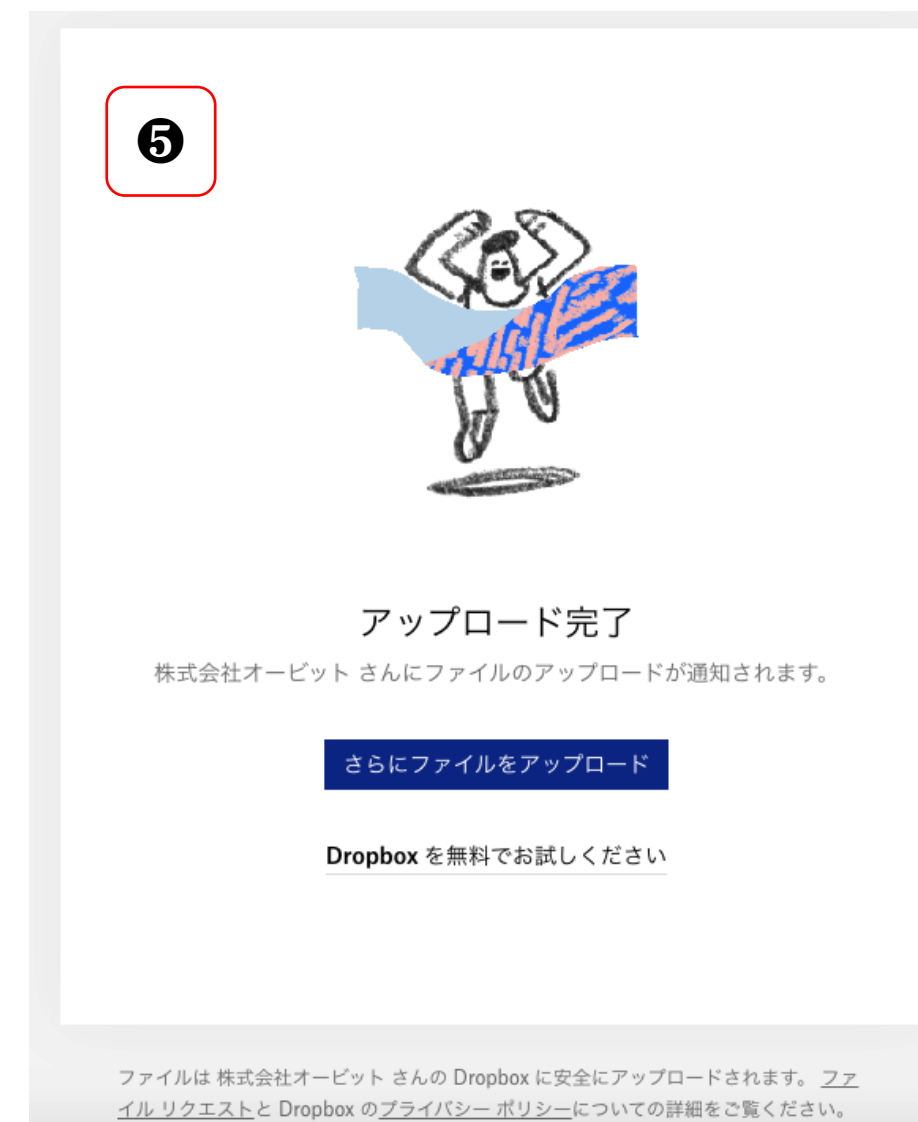 ❺
アップロード完了
株式会社オービット さんにファイルのアップロードが通知されます。
さらにファイルをアップロード
Dropbox を無料でお試しください
ファイルは 株式会社オービット さんの Dropbox に安全にアップロードされます。 ファ
イル リクエストと Dropbox のプライバシー ポリシーについての詳細をご覧ください。